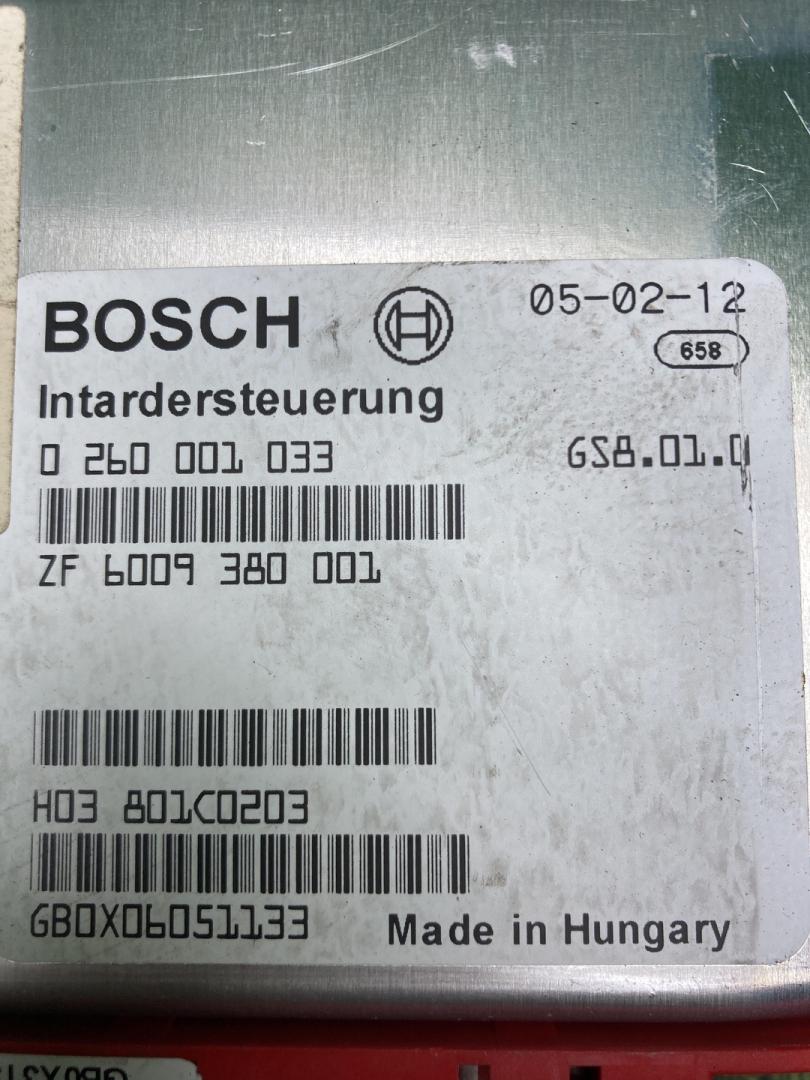 BOSCH
05-02-12
658
Intardersteuerung
0 260 001 033
GS8.01.0
ZF 6009 380 001
H03 801C0203
GB0X06051133
Made in Hungary